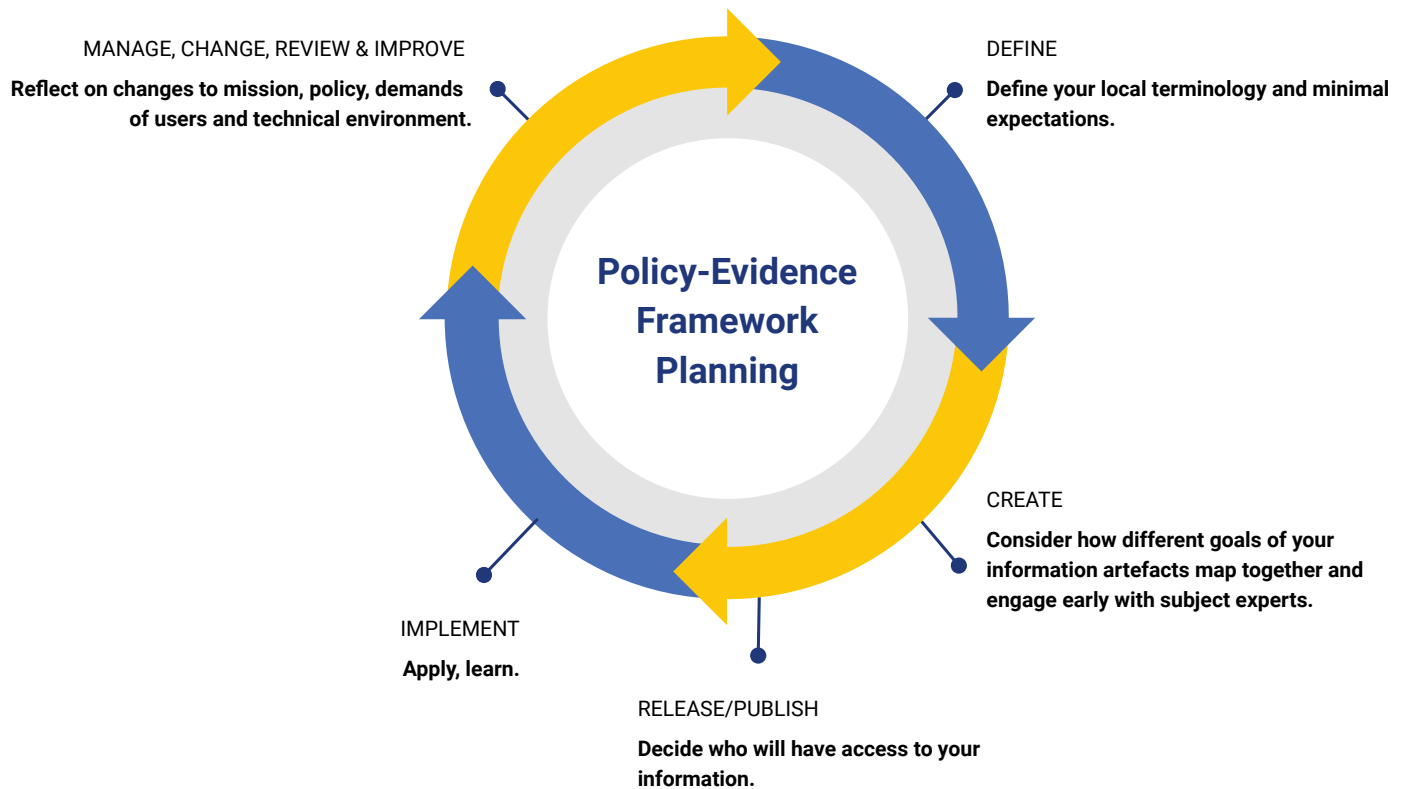 MANAGE, CHANGE, REVIEW & IMPROVE
Reflect on changes to mission, policy, demands
of users and technical environment.
DEFINE
Define your local terminology and minimal
expectations.
Policy-Evidence
Framework
Planning
CREATE
Consider how different goals of your
information artefacts map together and
engage early with subject experts.
IMPLEMENT
Apply, learn.
RELEASE/PUBLISH
Decide who will have access to your
information.